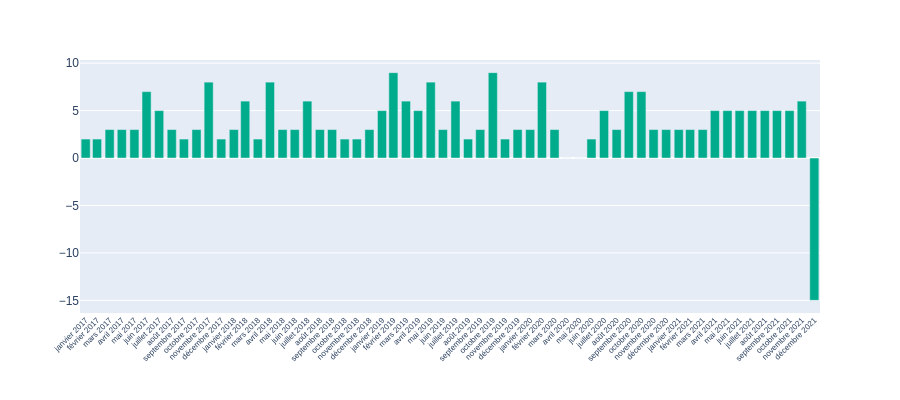 10
5
0
−5
−10
−15
janvier 2017
février 2017
mars 2017
avril 2017
mai 2017
juin 2017
juillet 2017
août 2017
septembre 2017
octobre 2017
novembre 2017
décembre 2017
janvier 2018
février 2018
mars 2018
avril 2018
mai 2018
juin 2018
juillet 2018
août 2018
septembre 2018
octobre 2018
novembre 2018
décembre 2018
janvier 2019
février 2019
mars 2019
avril 2019
mai 2019
juin 2019
juillet 2019
août 2019
septembre 2019
octobre 2019
novembre 2019
décembre 2019
janvier 2020
février 2020
mars 2020
avril 2020
mai 2020
juin 2020
juillet 2020
août 2020
septembre 2020
octobre 2020
novembre 2020
décembre 2020
janvier 2021
février 2021
mars 2021
avril 2021
mai 2021
juin 2021
juillet 2021
août 2021
septembre 2021
octobre 2021
novembre 2021
décembre 2021